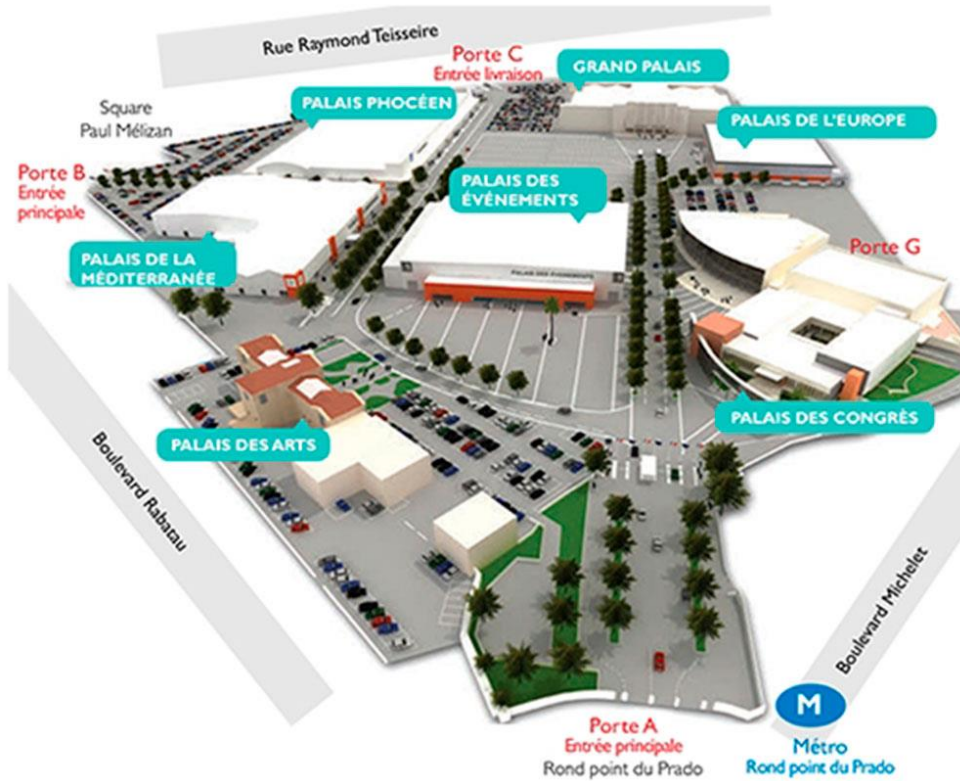 Rue Raymond Teisseire
Porte C
Entrée livraison
GRAND PALAIS
PALAIS PHOCÉEN
Square
Paul Mélizan
PALAIS DE L'EUROPE
Porte B
Entrée
principale
PALAIS DES
ÉVÉNEMENTS
PALAIS DE LA
MÉDITERRANÉE
Porte G
PALAIS DES EVENEMENTS
PALAIS DES CONGRÈS
PALAIS DES ARTS
Boulevard Rabatau
Boulevard Michelet
M
Porte A
Entrée principale
Rond point du Prado
Métro
Rond point du Prado